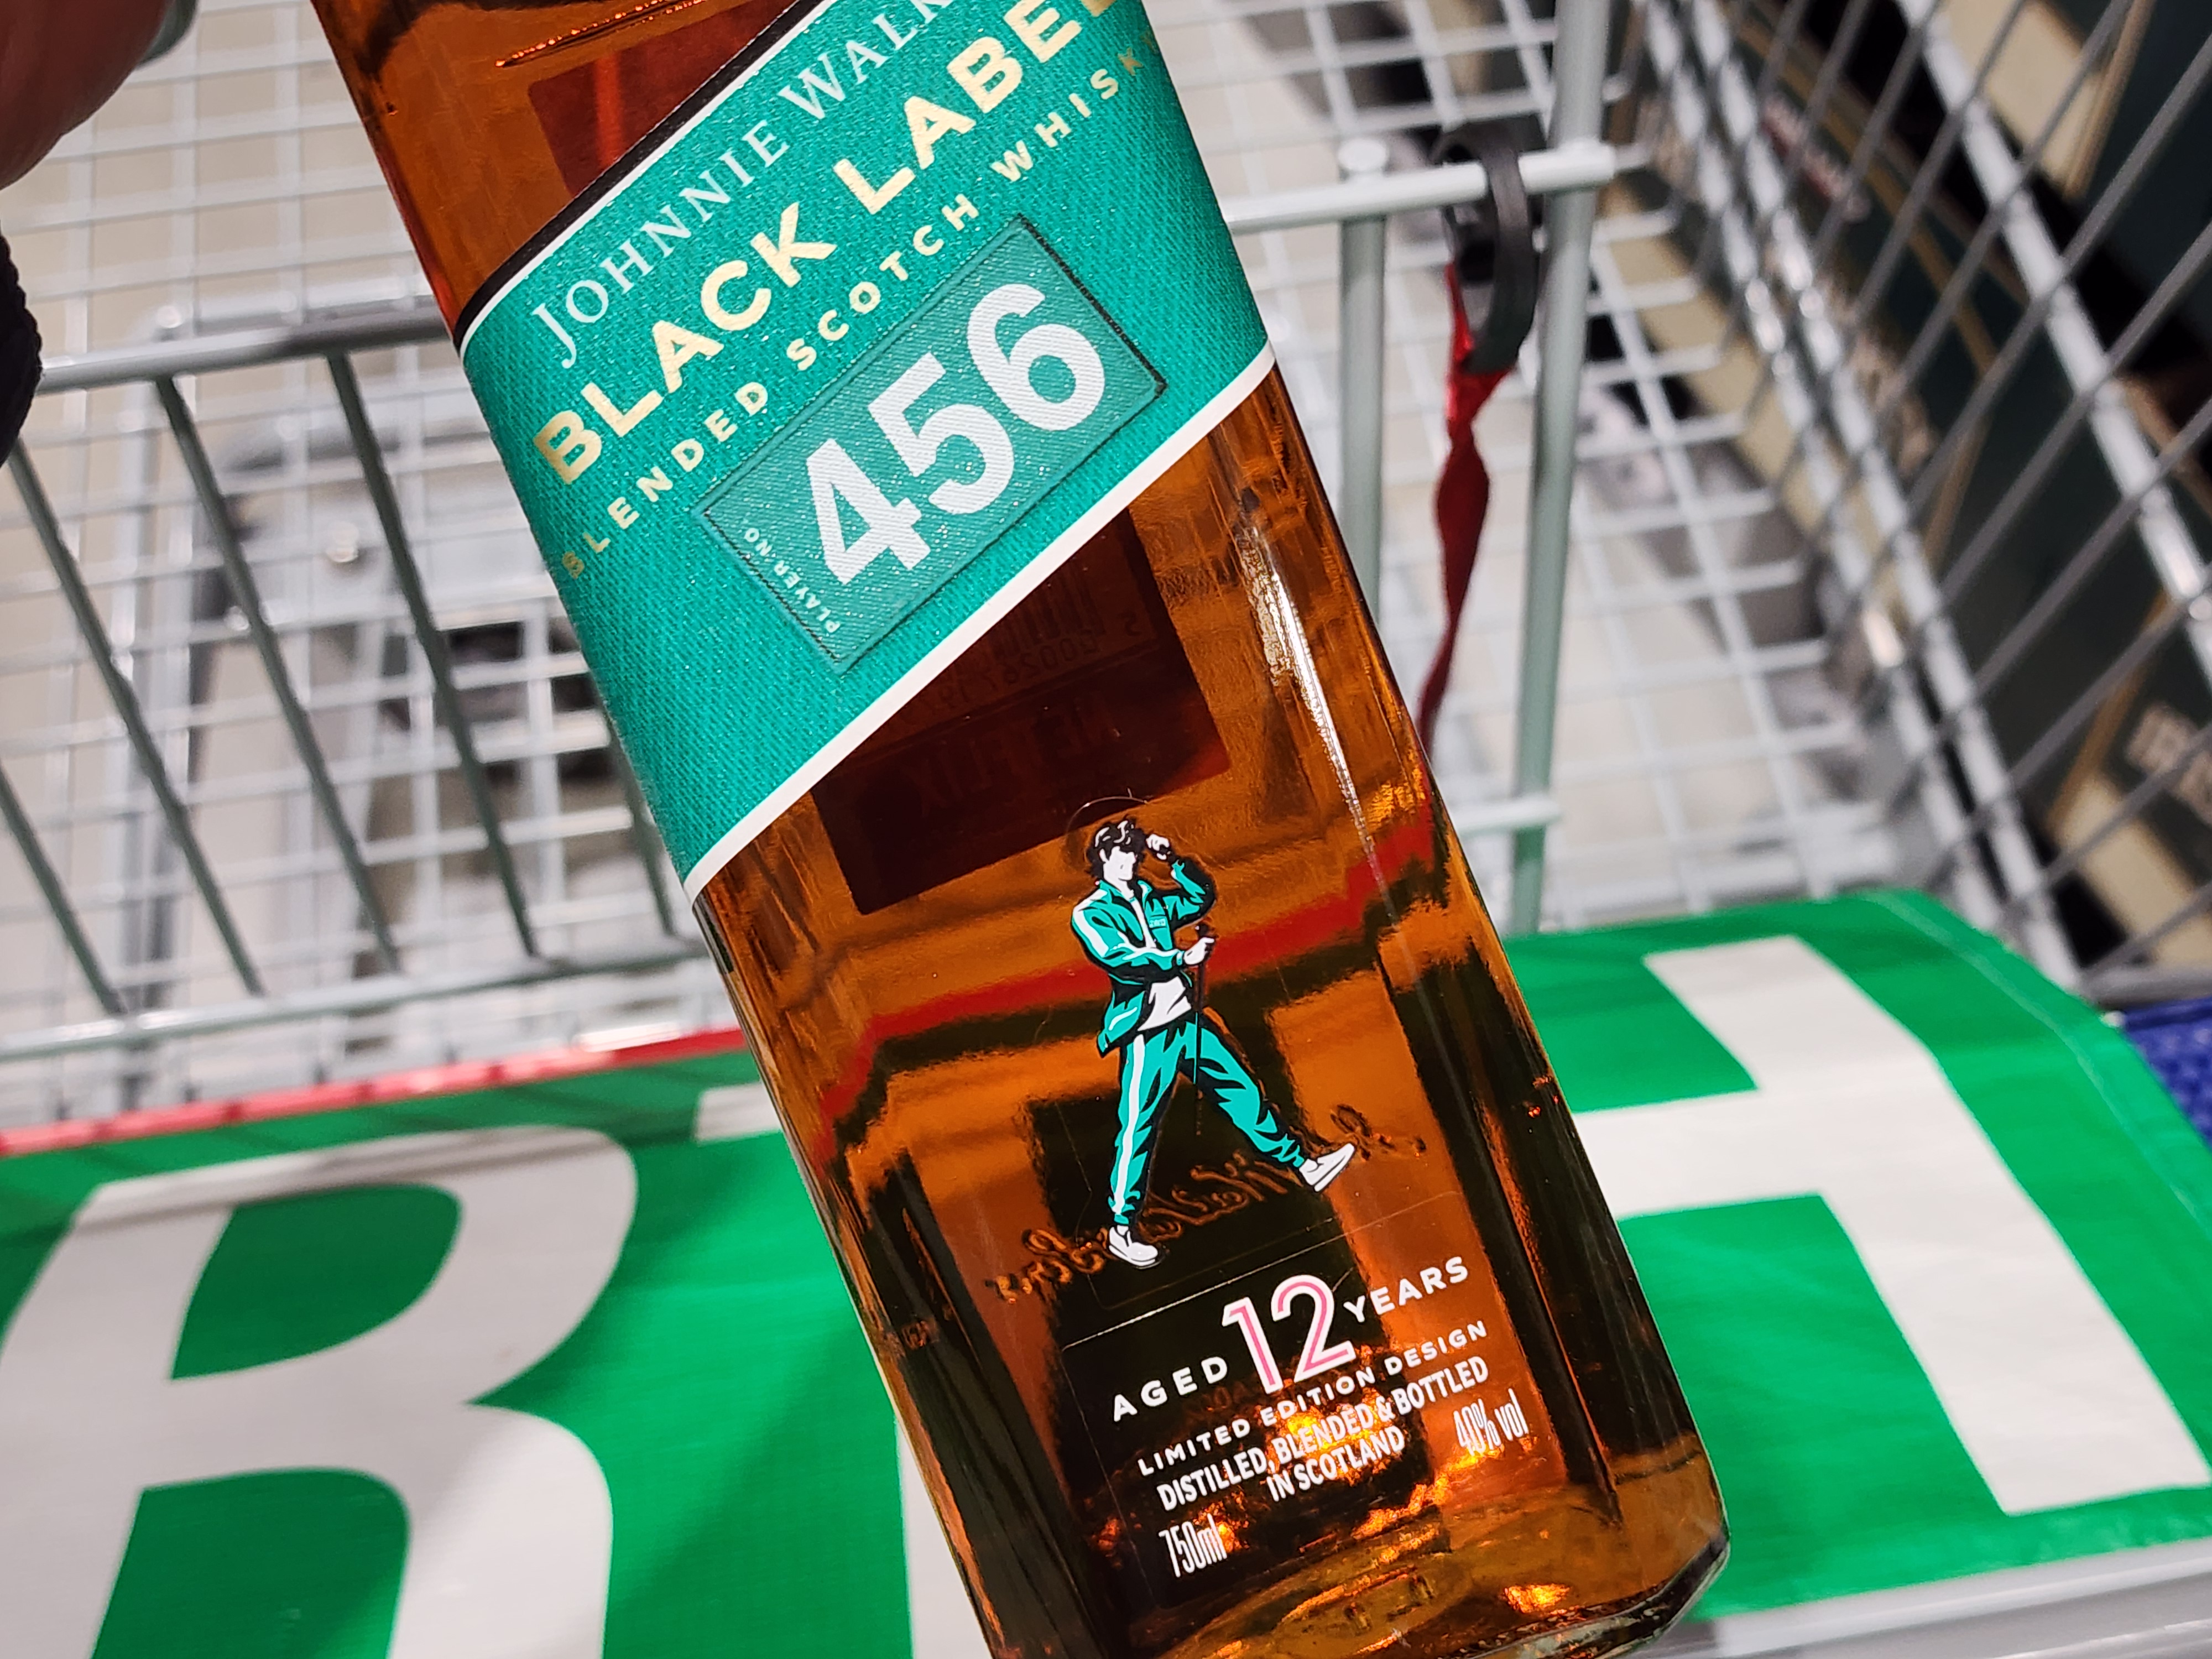 JOHNNIE WALK
BLACK LABEL
BLENDED SCOTCH WHISKY
PLAYER NO
456
AGED 12 YEARS
LIMITED EDITION DESIGN
DISTILLED, BLENDED & BOTTLED
IN SCOTLAND
40% vol
750ml
R